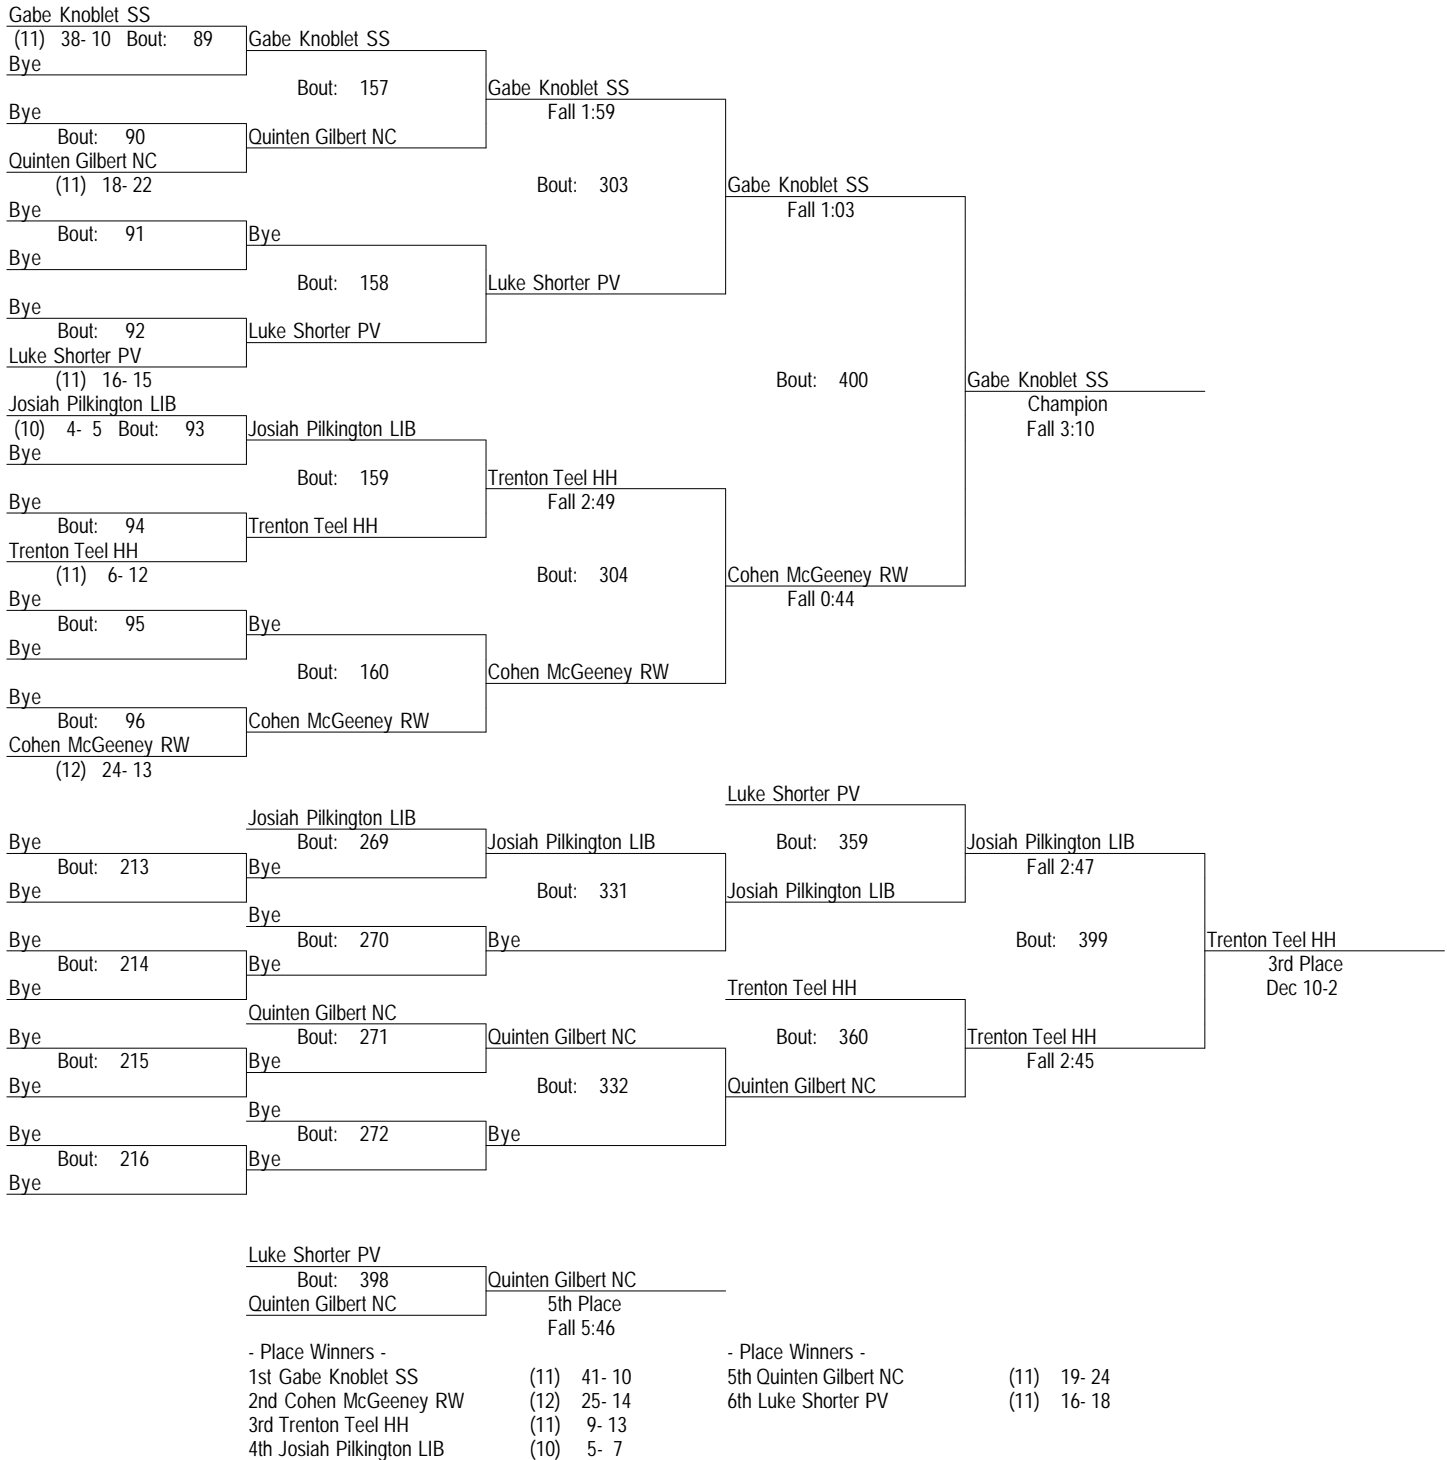 Gabe Knoblet SS
(11) 38- 10 Bout: 89
Gabe Knoblet SS
Bye
Bout: 157
Gabe Knoblet SS
Bye
Fall 1:59
Bout: 90
Quinten Gilbert NC
Quinten Gilbert NC
(11) 18- 22
Bout: 303
Gabe Knoblet SS
Bye
Fall 1:03
Bout: 91
Bye
Bye
Bout: 158
Luke Shorter PV
Bye
Bout: 92
Luke Shorter PV
Luke Shorter PV
(11) 16- 15
Bout: 400
Gabe Knoblet SS
Josiah Pilkington LIB
Champion
(10) 4- 5 Bout: 93
Josiah Pilkington LIB
Fall 3:10
Bye
Bout: 159
Trenton Teel HH
Bye
Fall 2:49
Bout: 94
Trenton Teel HH
Trenton Teel HH
(11) 6- 12
Bout: 304
Cohen McGeeney RW
Bye
Fall 0:44
Bout: 95
Bye
Bye
Bout: 160
Cohen McGeeney RW
Bye
Bout: 96
Cohen McGeeney RW
Cohen McGeeney RW
(12) 24- 13
Luke Shorter PV
Josiah Pilkington LIB
Bye
Bout: 269
Josiah Pilkington LIB
Bout: 359
Josiah Pilkington LIB
Bout: 213
Bye
Fall 2:47
Bye
Bout: 331
Josiah Pilkington LIB
Bye
Bye
Bout: 270
Bye
Bout: 399
Trenton Teel HH
Bout: 214
Bye
3rd Place
Bye
Trenton Teel HH
Dec 10-2
Quinten Gilbert NC
Bye
Bout: 271
Quinten Gilbert NC
Bout: 360
Trenton Teel HH
Bout: 215
Bye
Fall 2:45
Bye
Bout: 332
Quinten Gilbert NC
Bye
Bye
Bout: 272
Bye
Bout: 216
Bye
Bye
Luke Shorter PV
Bout: 398
Quinten Gilbert NC
Quinten Gilbert NC
5th Place
Fall 5:46
- Place Winners -
1st Gabe Knoblet SS (11) 41- 10
2nd Cohen McGeeney RW (12) 25- 14
3rd Trenton Teel HH (11) 9- 13
4th Josiah Pilkington LIB (10) 5- 7
- Place Winners -
5th Quinten Gilbert NC (11) 19- 24
6th Luke Shorter PV (11) 16- 18